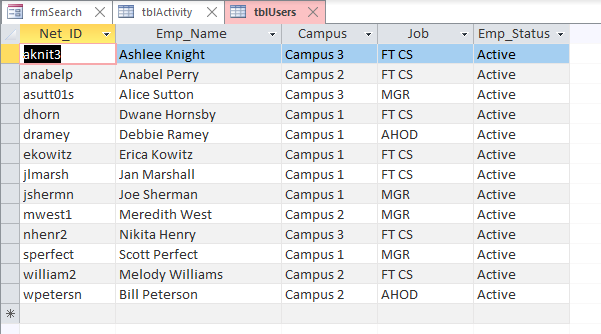 frmSearch tblActivity tblUsers
Net_ID Emp_Name Campus Job Emp_Status
aknit3 Ashlee Knight Campus 3 FT CS Active
anabelp Anabel Perry Campus 2 FT CS Active
asutt01s Alice Sutton Campus 3 MGR Active
dhorn Dwane Hornsby Campus 1 FT CS Active
dramey Debbie Ramey Campus 1 AHOD Active
ekowitz Erica Kowitz Campus 1 FT CS Active
jlmarsh Jan Marshall Campus 1 FT CS Active
jshermn Joe Sherman Campus 1 MGR Active
mwest1 Meredith West Campus 2 MGR Active
nhenr2 Nikita Henry Campus 3 FT CS Active
sperfect Scott Perfect Campus 1 MGR Active
william2 Melody Williams Campus 2 FT CS Active
wpetersn Bill Peterson Campus 2 AHOD Active